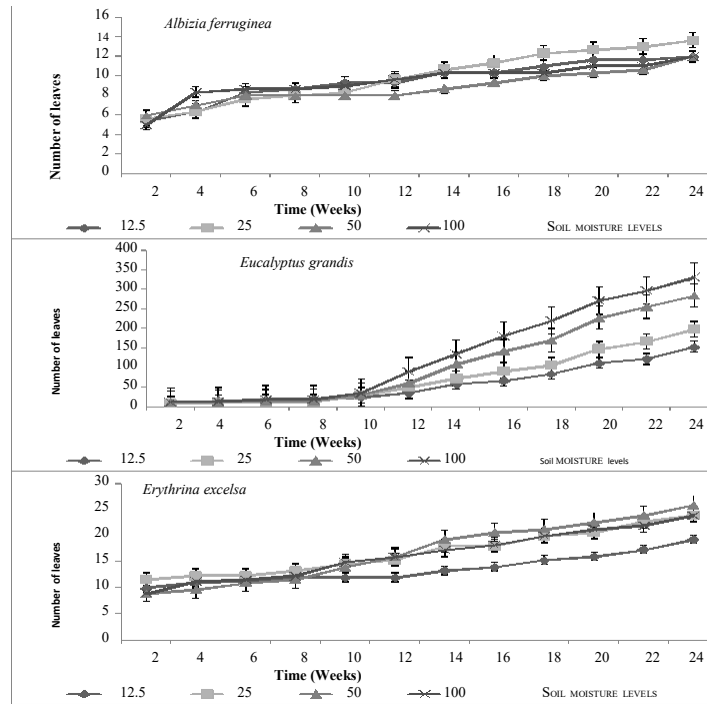 16
Albizia ferruginea
14
12
10
8
6
4
2
0
Number of leaves
2 4 6 8 10 12 14 16 18 20 22 24
Time (Weeks)
12.5 25 50 100 SOIL MOISTURE LEVELS
400
350
Eucalyptus grandis
300
250
200
150
100
50
0
Number of leaves
2 4 6 8 10 12 14 16 18 20 22 24
Time (Weeks)
12.5 25 50 100 Soil MOISTURE levels
30
Erythrina excelsa
25
20
15
10
5
0
Number of leaves
2 4 6 8 10 12 14 16 18 20 22 24
Time (Weeks)
12.5 25 50 100 SOIL MOISTURE LEVELS